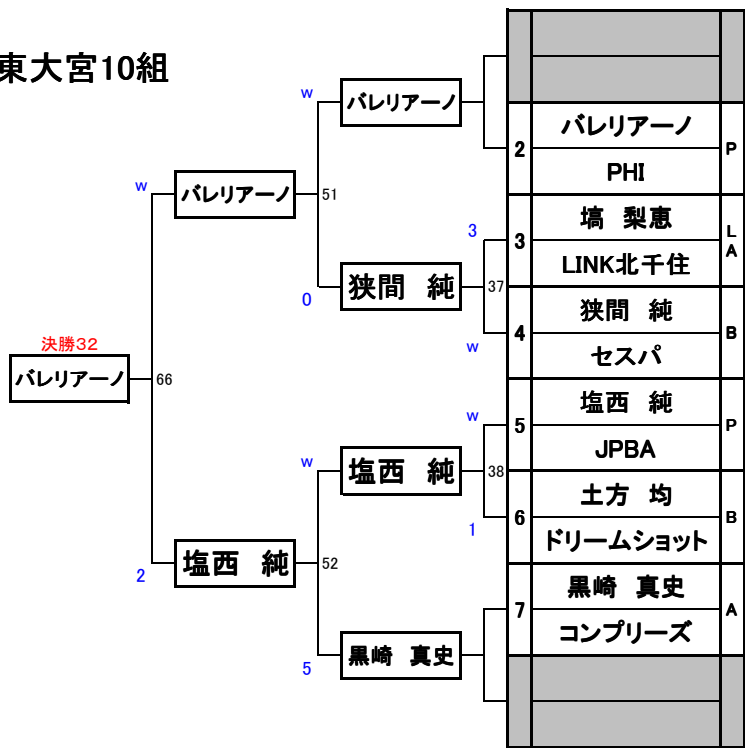 東大宮10組
w
バレリアーノ
2
バレリアーノ
P
PHI
w
バレリアーノ
51
3
3
塙 梨恵
L
A
LINK北千住
0
狭間 純
37
4
狭間 純
B
w
セスパ
決勝32
バレリアーノ
66
5
塩西 純
P
w
JPBA
w
塩西 純
38
6
土方 均
B
1
ドリームショット
2
塩西 純
52
7
黒崎 真史
A
コンプリーズ
5
黒崎 真史